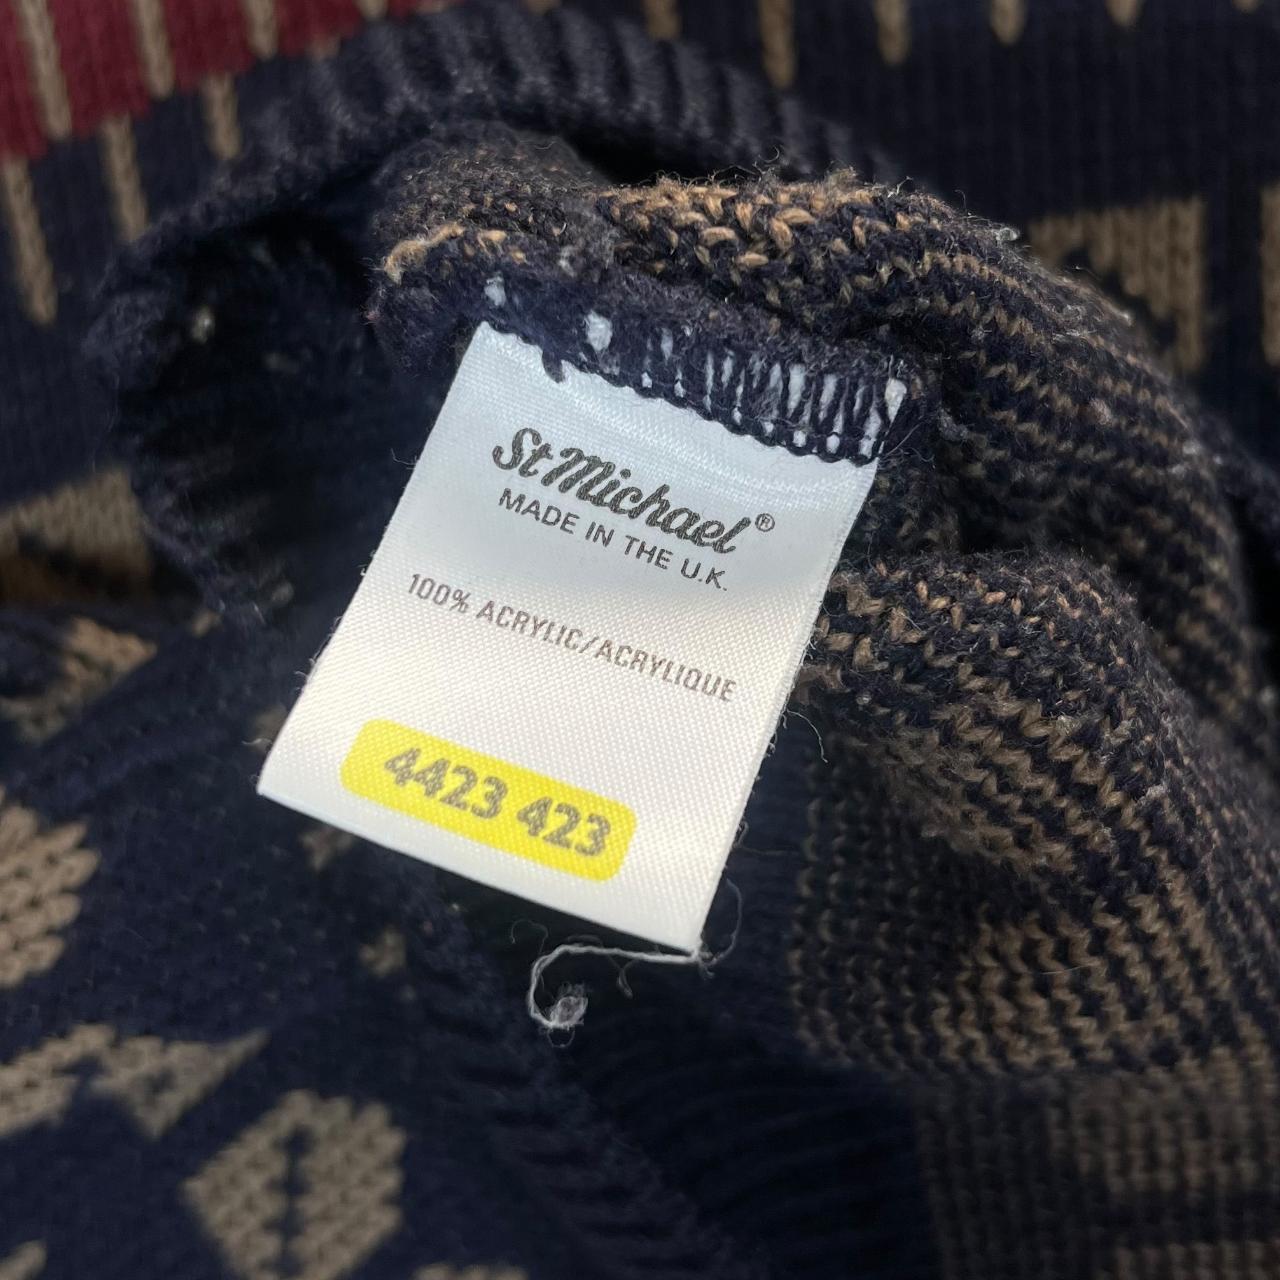 St Michael®
MADE IN THE U.K.
100% ACRYLIC/ACRYLIQUE
4423 423